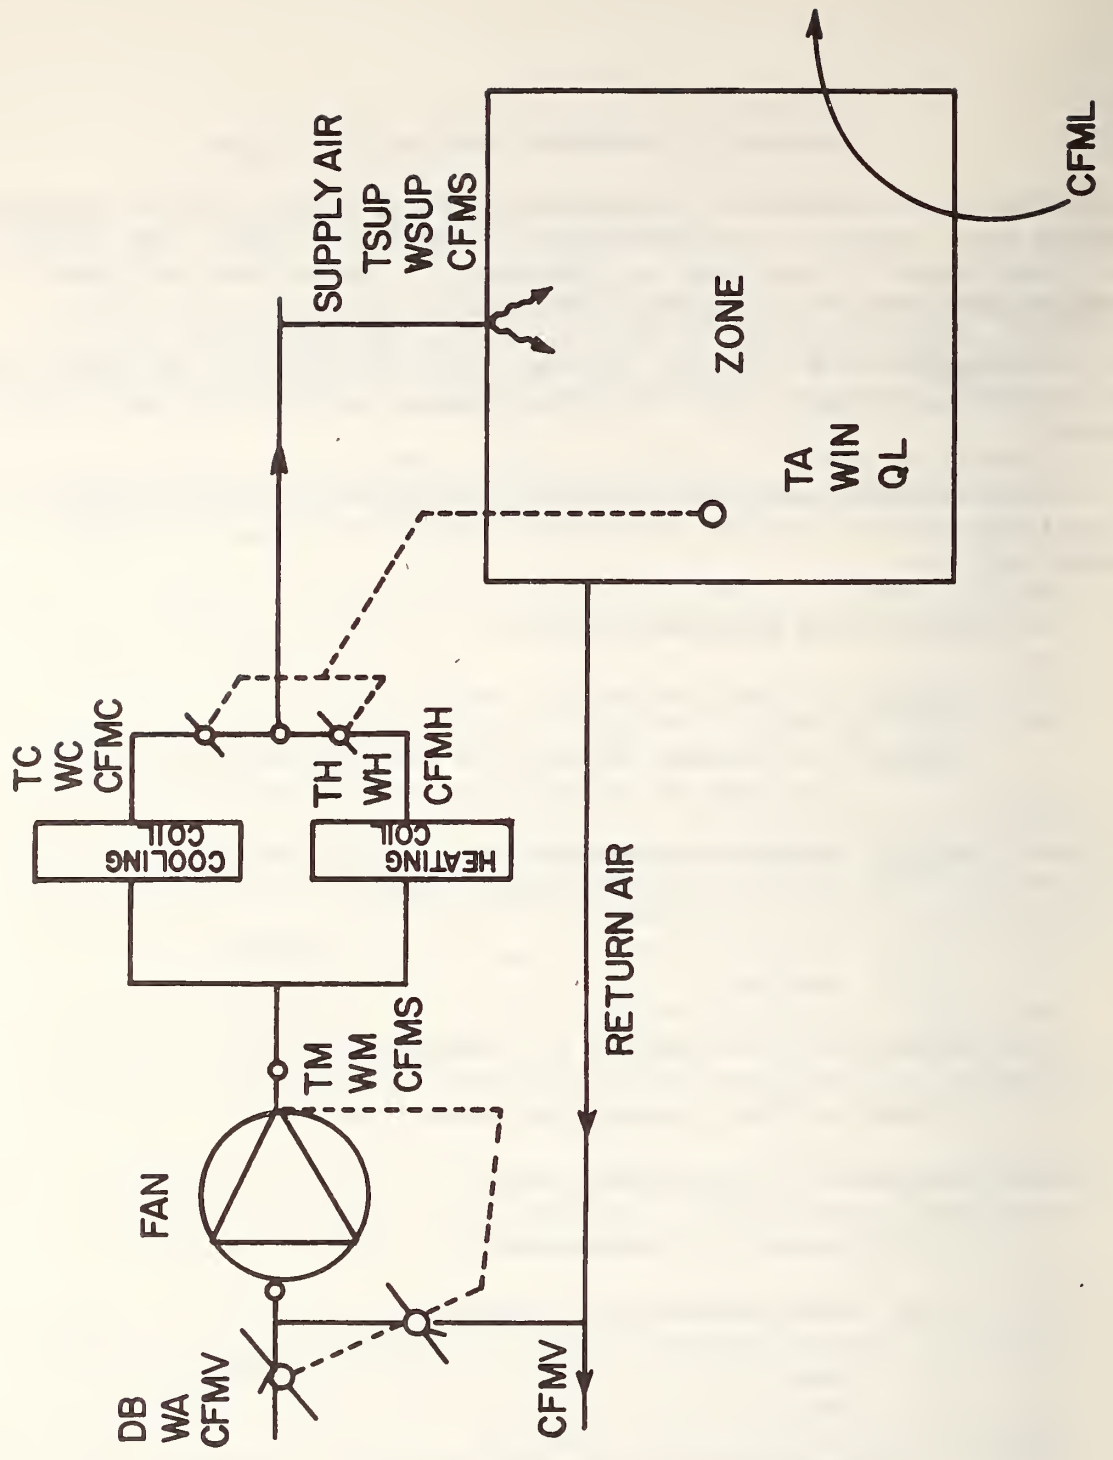 DB
WA
CFMV
FAN
TM
WM
CFMS
COOLING
COIL
HEATING
COIL
TC
WC
CFMC
TH
WH
CFMH
SUPPLY AIR
TSUP
WSUP
CFMS
ZONE
TA
WIN
QL
CFML
RETURN AIR
CFMV